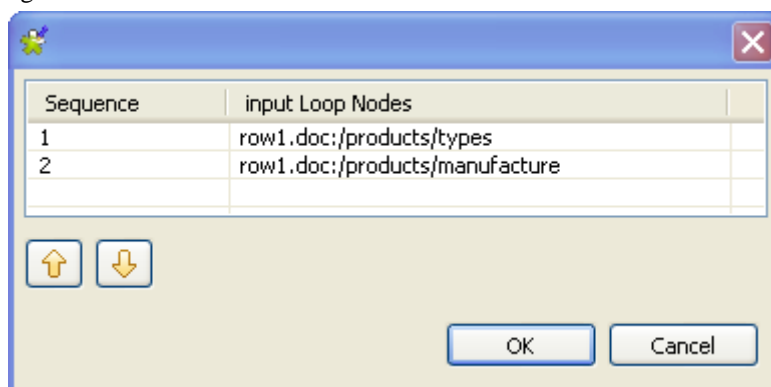 Sequence input Loop Nodes
1 row1.doc:/products/types
2 row1.doc:/products/manufacture
OK Cancel